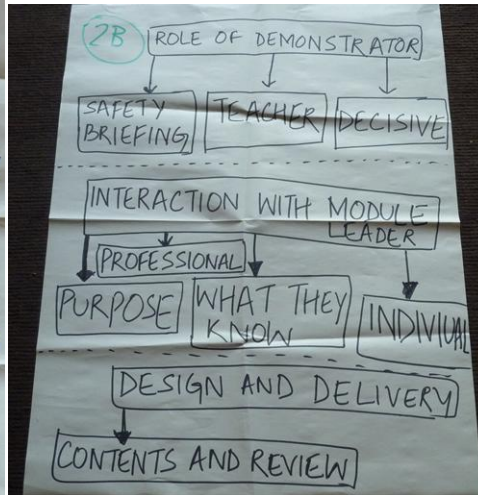 2B
ROLE OF DEMONSTRATOR
SAFETY
BRIEFING
TEACHER
DECISIVE
INTERACTION WITH MODULE
LEADER
PROFESSIONAL
PURPOSE
WHAT THEY
KNOW
INDIVIUAL
DESIGN AND DELIVERY
CONTENTS AND REVIEW